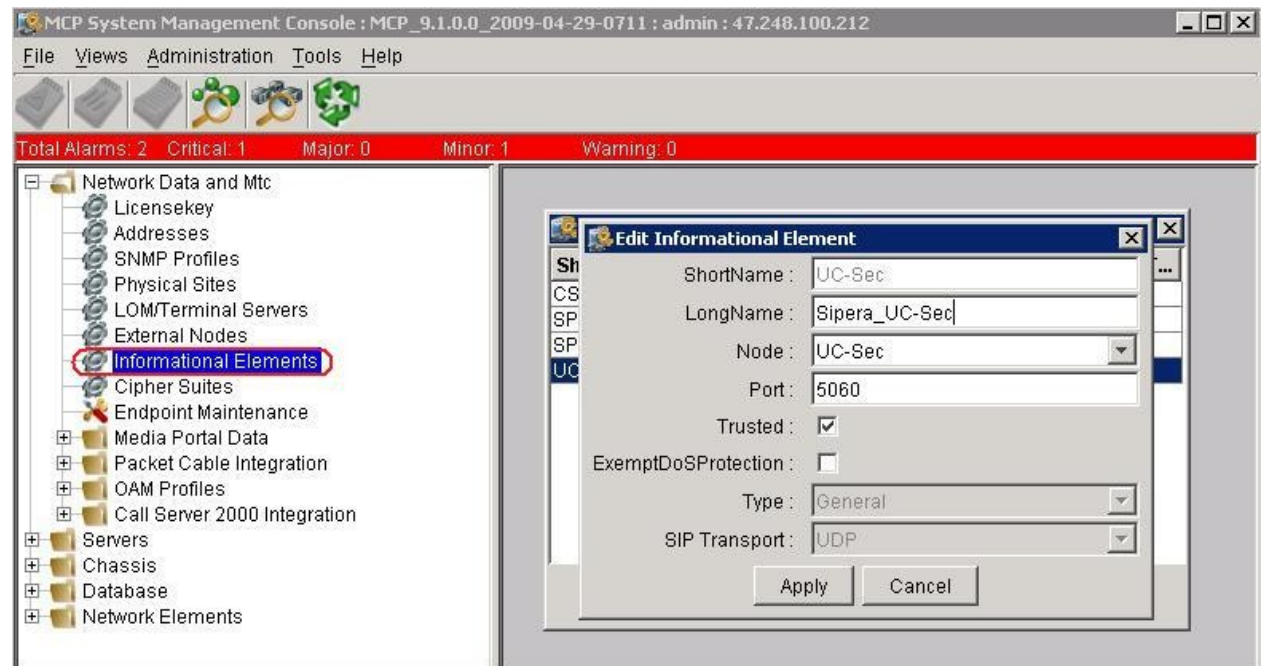 MCP System Management Console : MCP_9.1.0.0_2009-04-29-0711 : admin : 47.248.100.212
File Views Administration Tools Help
Total Alarms: 2 Critical: 1 Major: 0 Minor: 1 Warning: 0
Network Data and Mtc
Licensekey
Addresses
SNMP Profiles
Physical Sites
LOM/Terminal Servers
External Nodes
Informational Elements
Cipher Suites
Endpoint Maintenance
Media Portal Data
Packet Cable Integration
OAM Profiles
Call Server 2000 Integration
Servers
Chassis
Database
Network Elements
Sh
T...
CS
SP
SP
UC
Edit Informational Element
ShortName : UC-Sec
LongName : Sipera_UC-Sec
Node : UC-Sec
Port : 5060
Trusted :
ExemptDoSProtection :
Type : General
SIP Transport : UDP
Apply Cancel